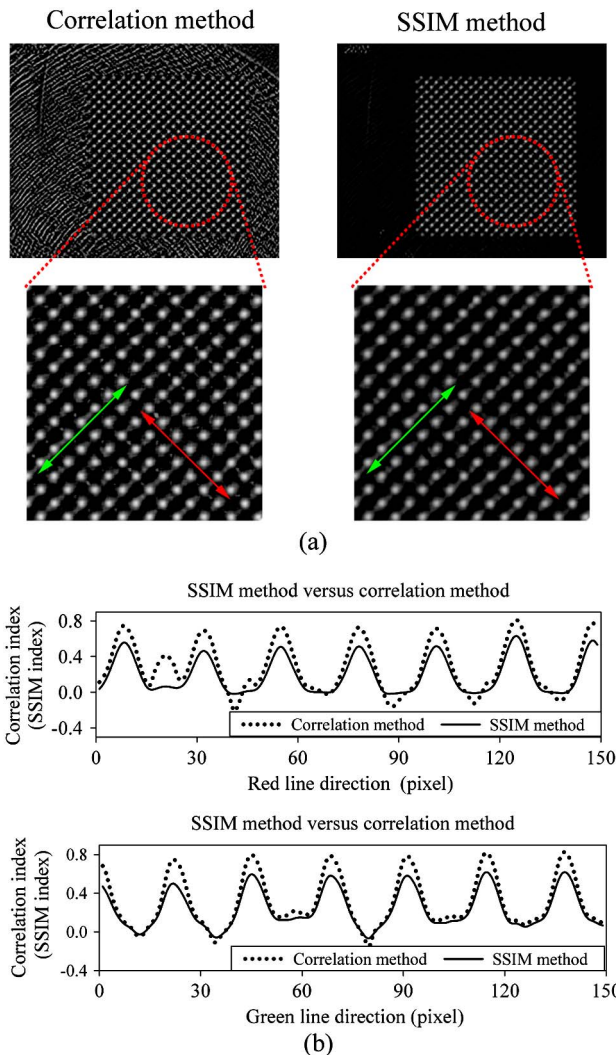 Correlation method
SSIM method
(a)
SSIM method versus correlation method
Correlation index
(SSIM index)
0.8
0.4
0.0
-0.4
Correlation method
SSIM method
0
30
60
90
120
150
Red line direction (pixel)
SSIM method versus correlation method
Correlation index
(SSIM index)
0.8
0.4
0.0
-0.4
Correlation method
SSIM method
0
30
60
90
120
150
Green line direction (pixel)
(b)